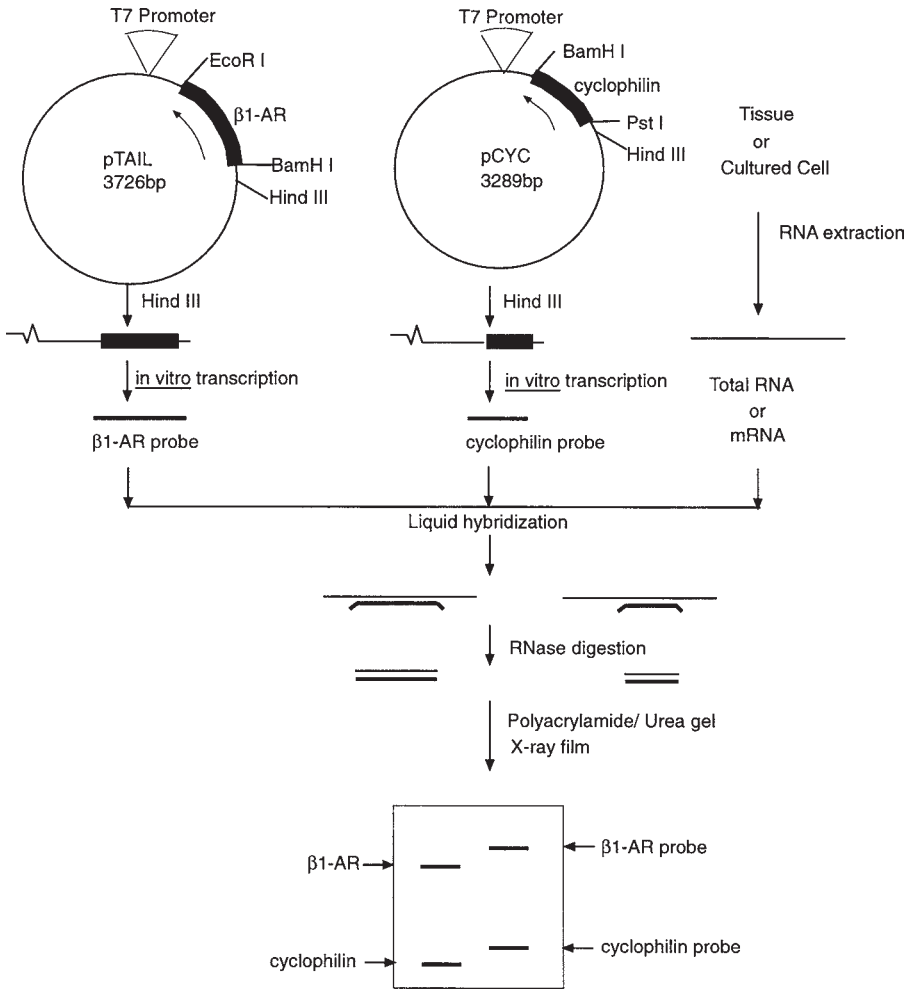 T7 Promoter
EcoR I
β1-AR
pTAIL
3726bp
BamH I
Hind III
T7 Promoter
BamH I
cyclophilin
Pst I
pCYC
3289bp
Hind III
Tissue
or
Cultured Cell
RNA extraction
Hind III
Hind III
in vitro transcription
in vitro transcription
β1-AR probe
cyclophilin probe
Total RNA
or
mRNA
Liquid hybridization
RNase digestion
Polyacrylamide/ Urea gel
X-ray film
β1-AR
β1-AR probe
cyclophilin
cyclophilin probe